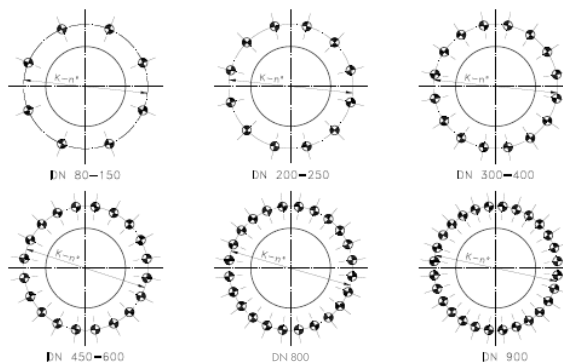 K-n*
K-n*
K-n*
DN 80-150
DN 200-250
DN 300-400
K-n*
K-n*
K-n*
DN 450-600
DN 800
DN 900